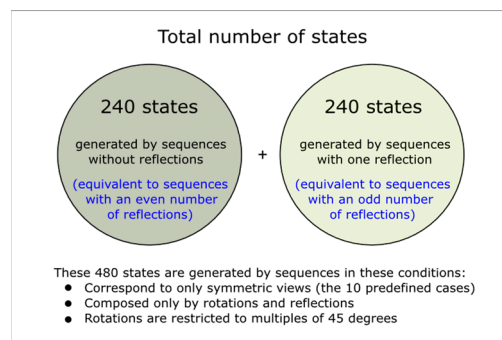 Total number of states
240 states
generated by sequences
without reflections
(equivalent to sequences
with an even number
of reflections)
+
240 states
generated by sequences
with one reflection
(equivalent to sequences
with an odd number
of reflections)
These 480 states are generated by sequences in these conditions:
● Correspond to only symmetric views (the 10 predefined cases)
● Composed only by rotations and reflections
● Rotations are restricted to multiples of 45 degrees